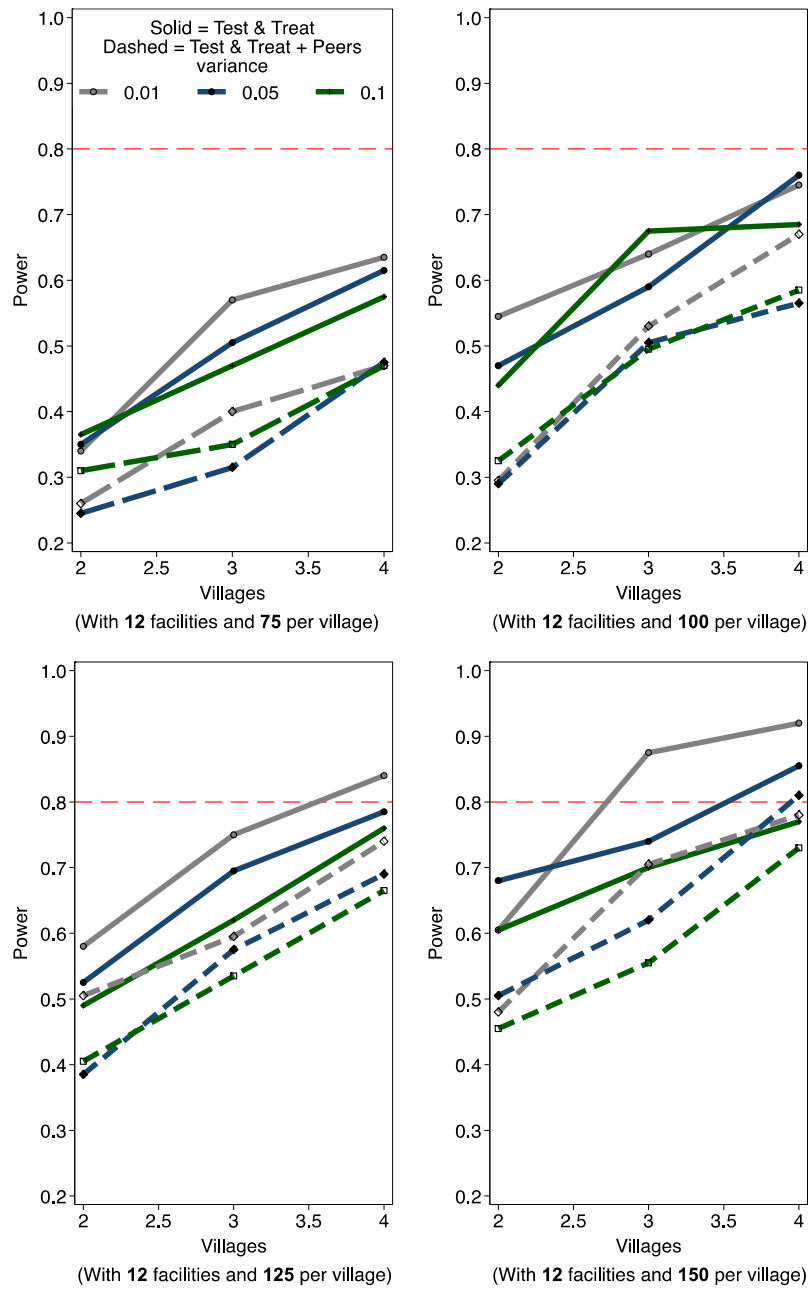 Solid = Test & Treat
Dashed = Test & Treat + Peers
variance
0.01 0.05 0.1
1.0
0.9
0.8
0.7
0.6
0.5
0.4
0.3
0.2
Power
2 2.5 3 3.5 4
Villages
(With 12 facilities and 75 per village)
1.0
0.9
0.8
0.7
0.6
0.5
0.4
0.3
0.2
Power
2 2.5 3 3.5 4
Villages
(With 12 facilities and 100 per village)
1.0
0.9
0.8
0.7
0.6
0.5
0.4
0.3
0.2
Power
2 2.5 3 3.5 4
Villages
(With 12 facilities and 125 per village)
1.0
0.9
0.8
0.7
0.6
0.5
0.4
0.3
0.2
Power
2 2.5 3 3.5 4
Villages
(With 12 facilities and 150 per village)